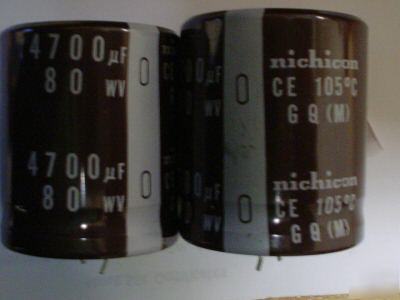 4700μF
80 WV
4700μF
80 WV
nichicon
CE 105°C
GQ (M)
nichicon
CE 105°C
GQ (M)